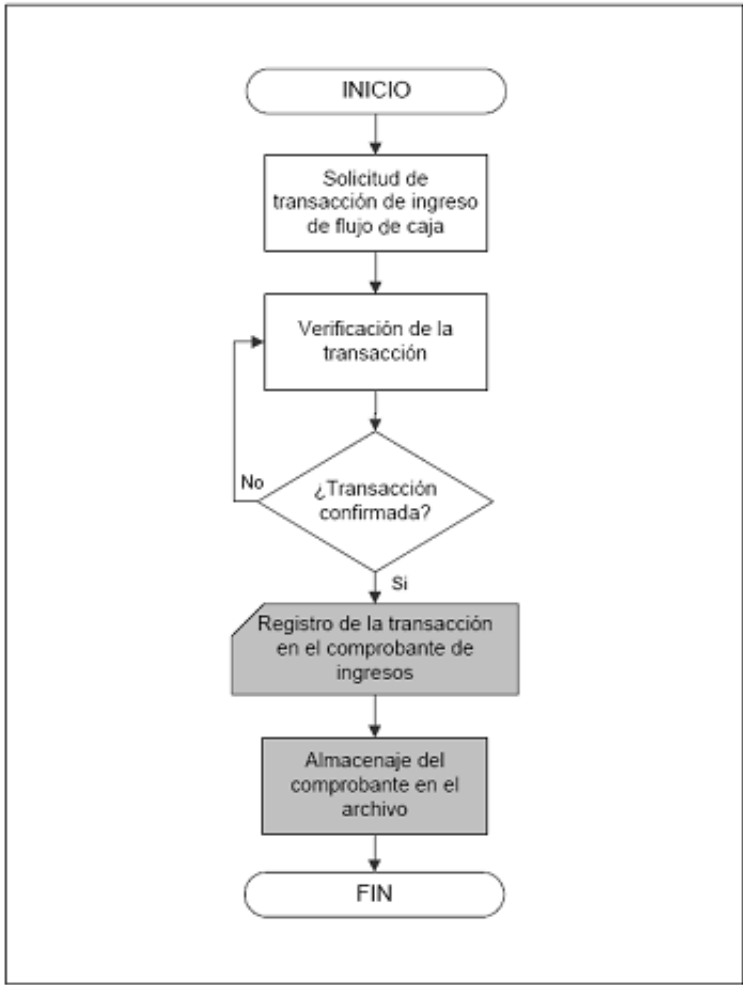 INICIO
Solicitud de
transacción de ingreso
de flujo de caja
Verificación de la
transacción
¿Transacción
confirmada?
No
Si
Registro de la transacción
en el comprobante de
ingresos
Almacenaje del
comprobante en el
archivo
FIN